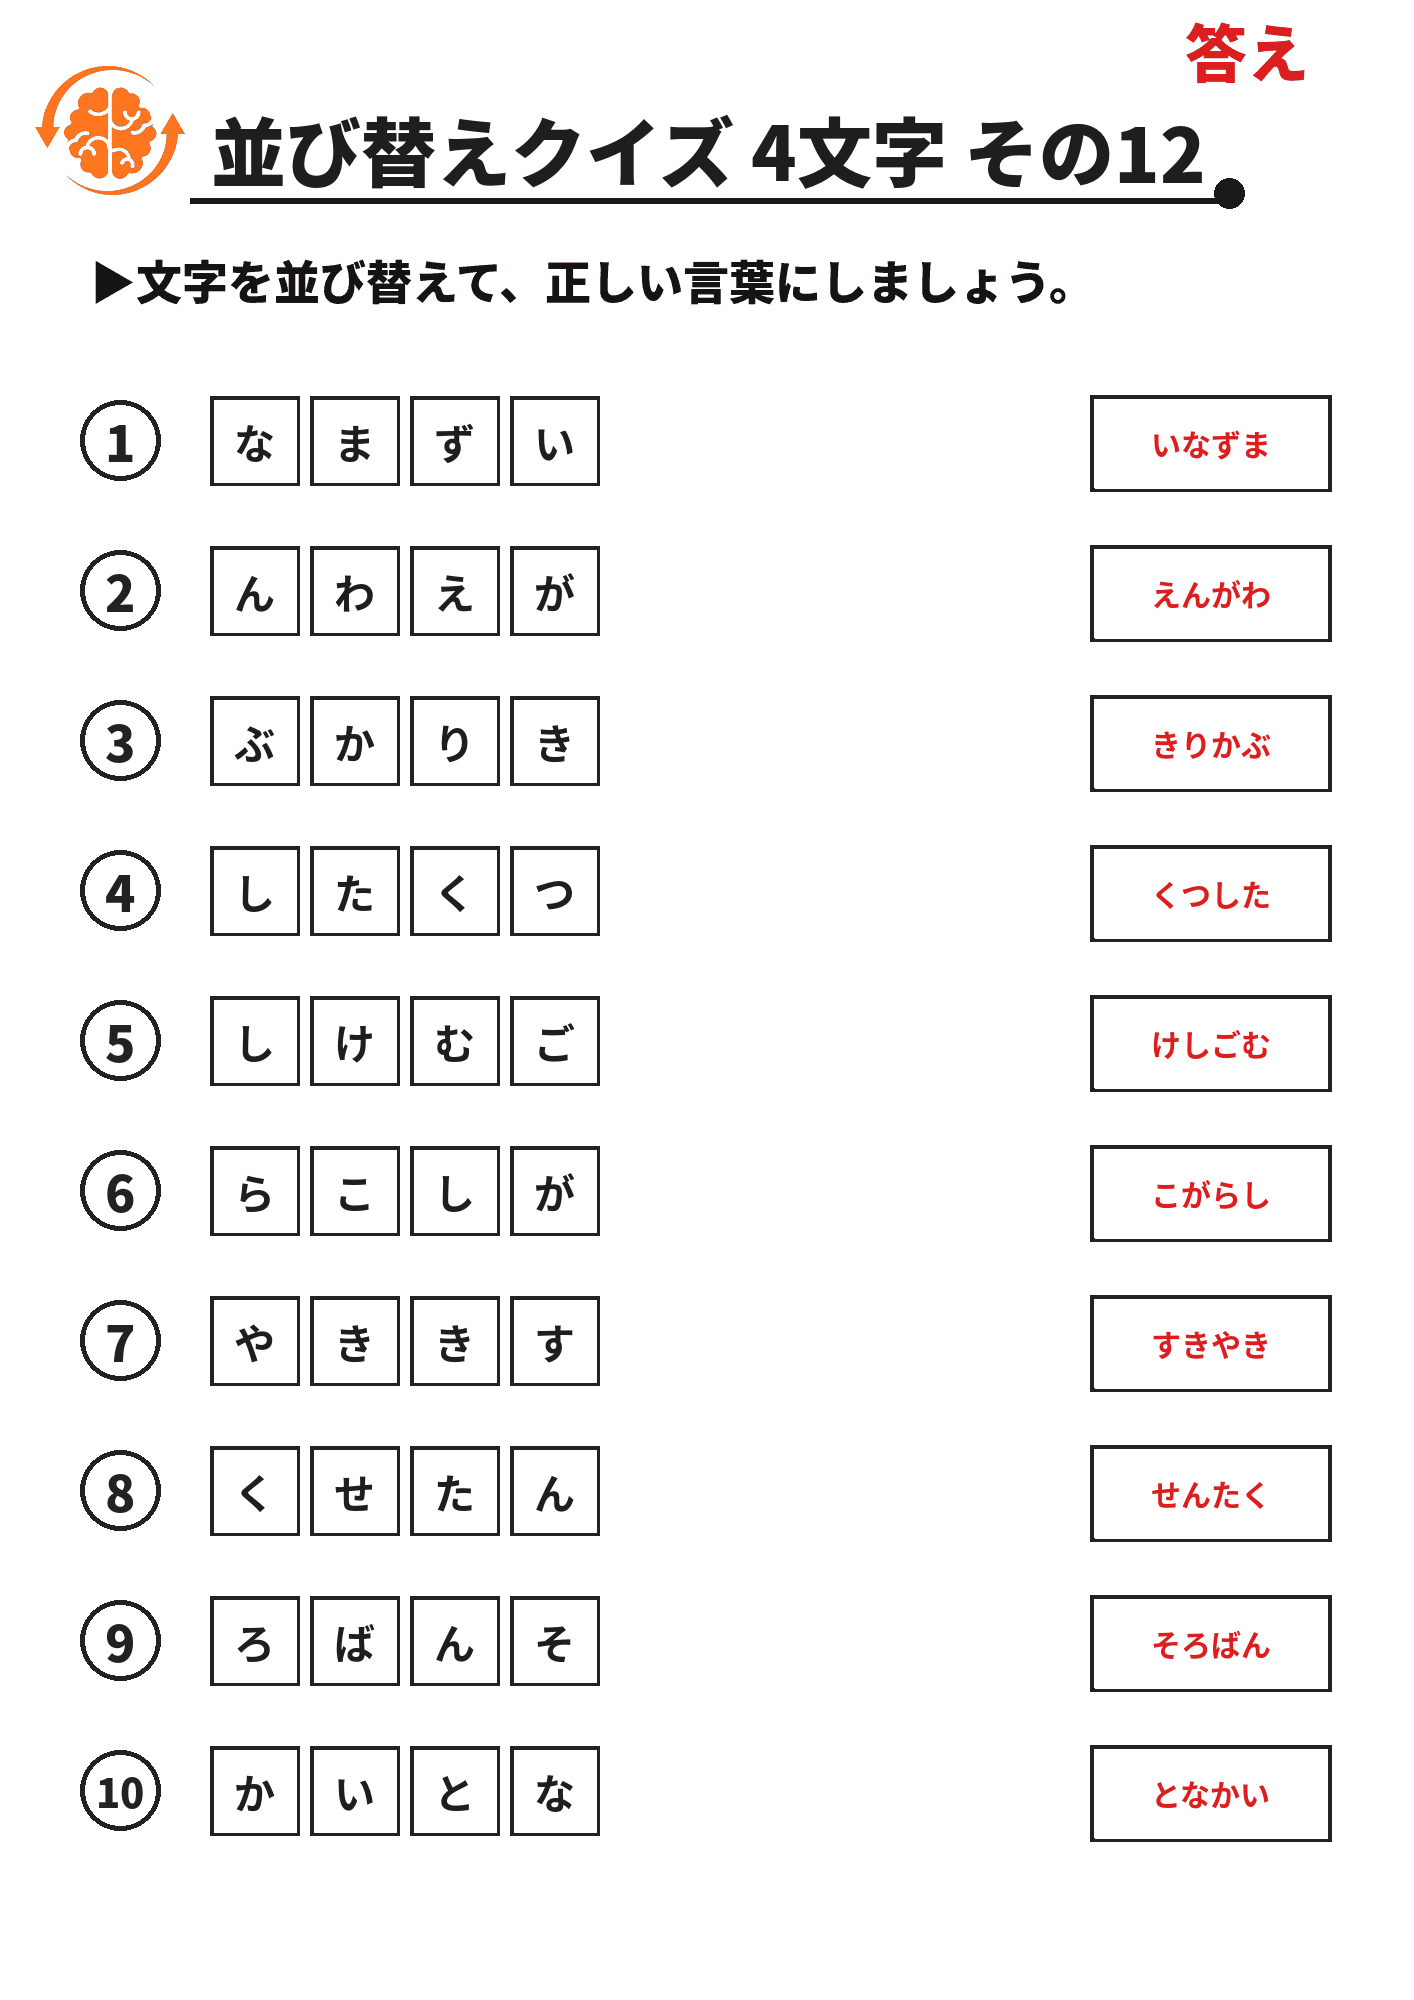 答え
並び替えクイズ 4文字 その12
▶文字を並び替えて、正しい言葉にしましょう。
1 な ま ず い いなずま
2 ん わ え が えんがわ
3 ぶ か り き きりかぶ
4 し た く つ くつした
5 し け む ご けしごむ
6 ら こ し が こがらし
7 や き き す すきやき
8 く せ た ん せんたく
9 ろ ば ん そ そろばん
10 か い と な となかい